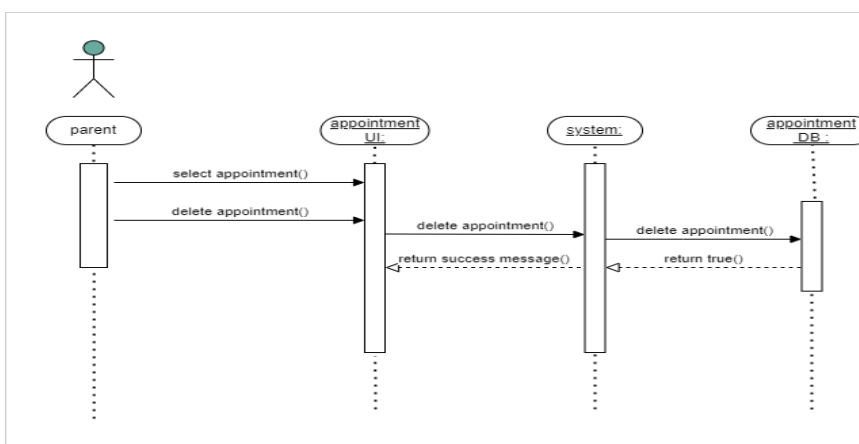 parent
appointment
UI:
system:
appointment
DB :
select appointment()
delete appointment()
delete appointment()
delete appointment()
return success message()
return true()